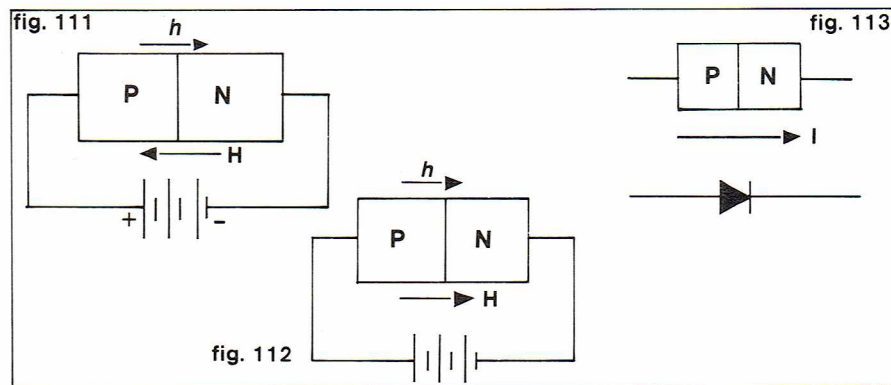 fig. 111
h
P N
H
+ -
fig. 113
P N
I
h
P N
H
fig. 112